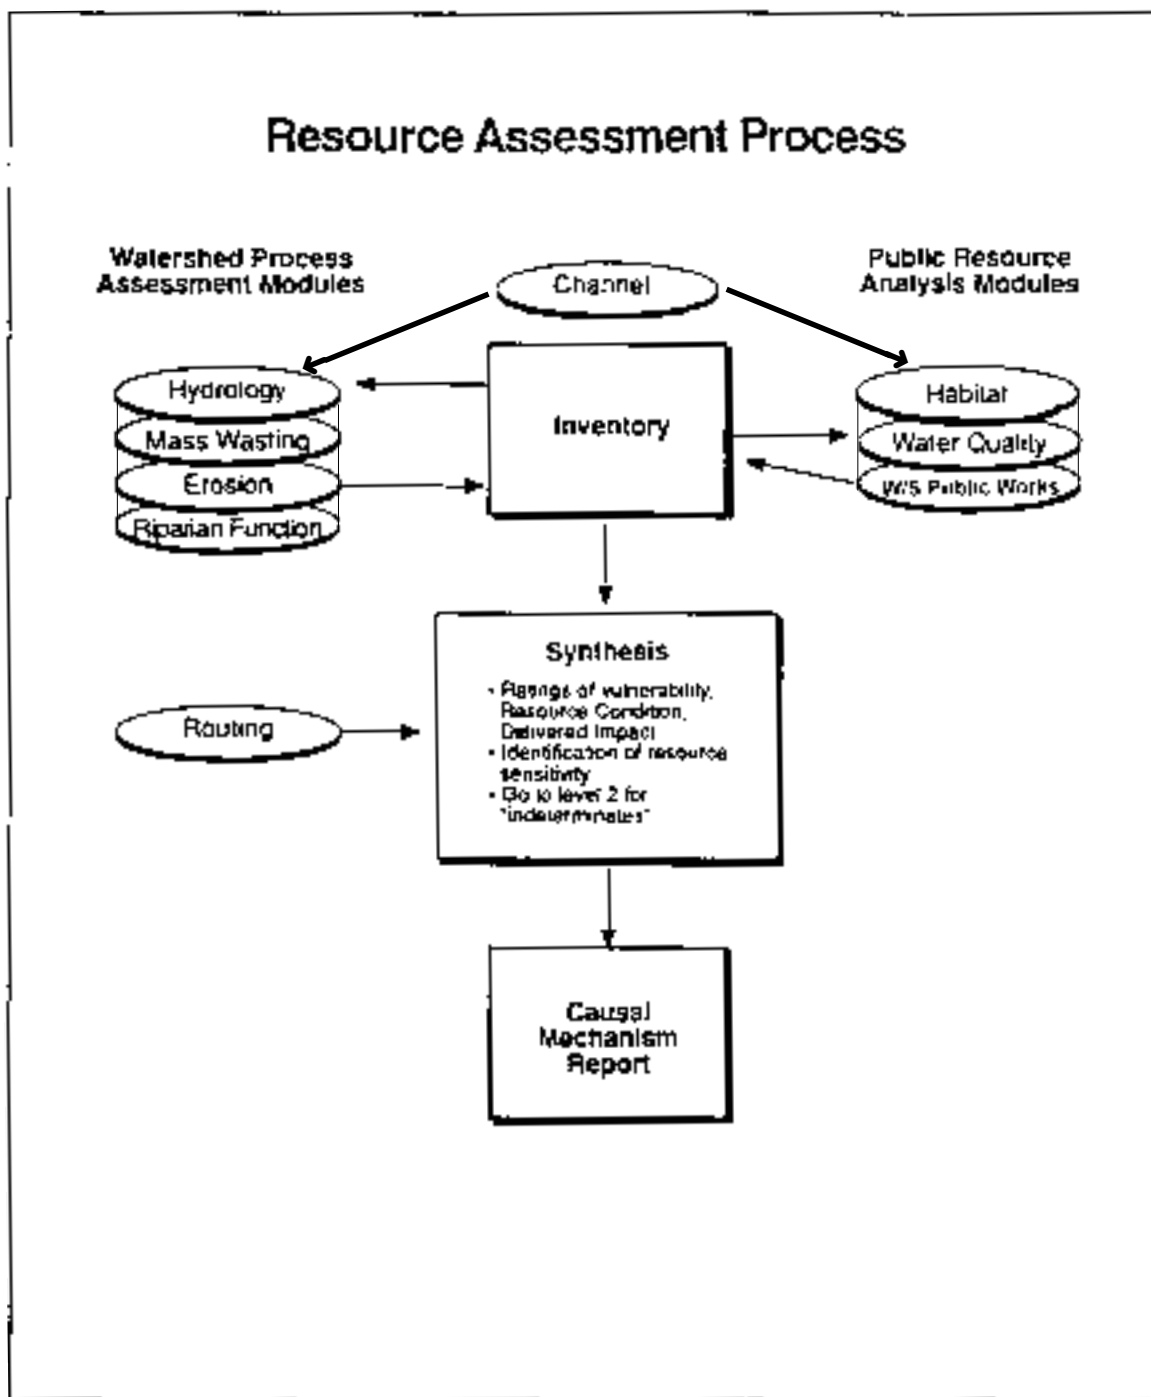 Resource Assessment Process
Watershed Process
Assessment Modules
Channel
Public Resource
Analysis Modules
Hydrology
Mass Wasting
Erosion
Riparian Function
Inventory
Habitat
Water Quality
W/S Public Works
Synthesis
• Ratings of vulnerability,
Resource Condition,
Delivered Impact
• Identification of resource
sensitivity
• Go to level 2 for
"indeterminates"
Routing
Causal
Mechanism
Report